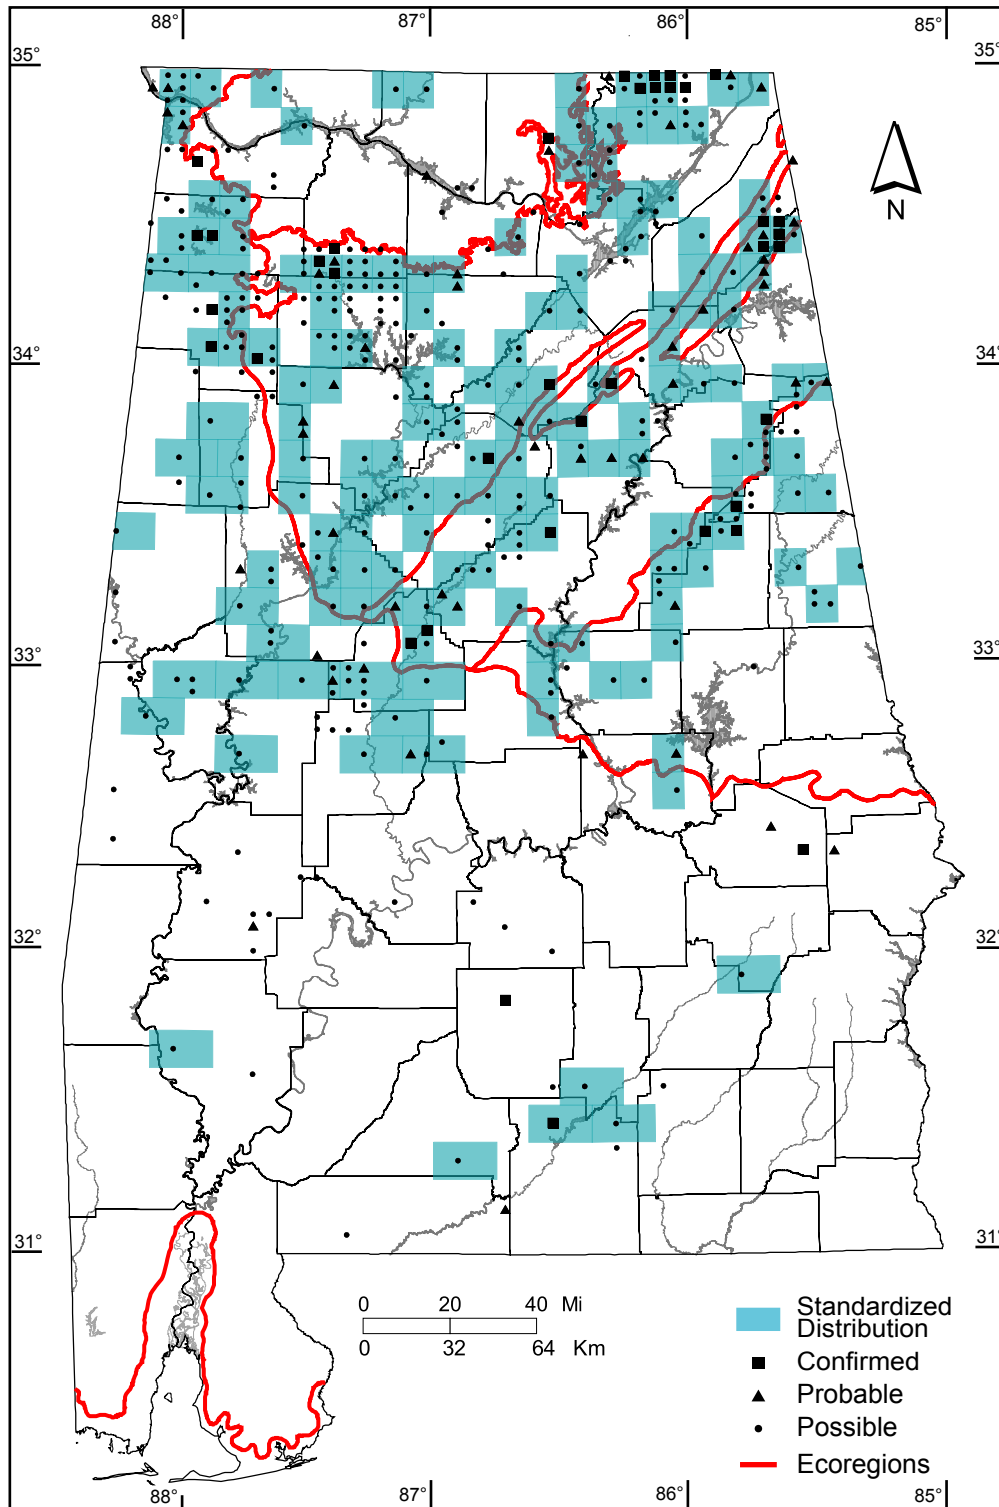 88° 87° 86° 85°
35° 35°
N
34° 34°
33° 33°
32° 32°
31° 31°
0 20 40 Mi
0 32 64 Km
Standardized
Distribution
Confirmed
Probable
Possible
Ecoregions
88° 87° 86° 85°